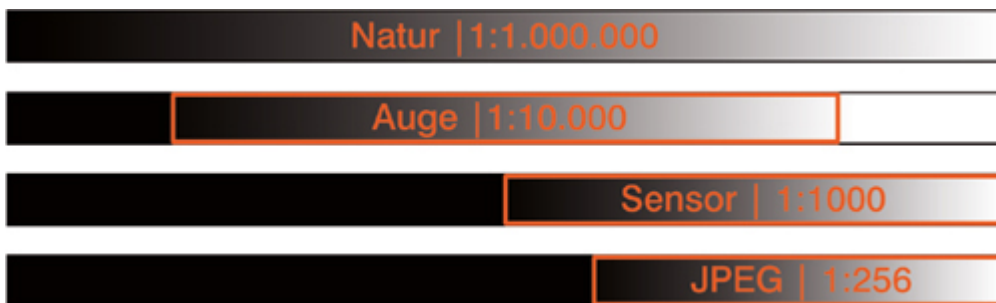 Natur | 1:1.000.000
Auge | 1:10.000
Sensor | 1:1000
JPEG | 1:256